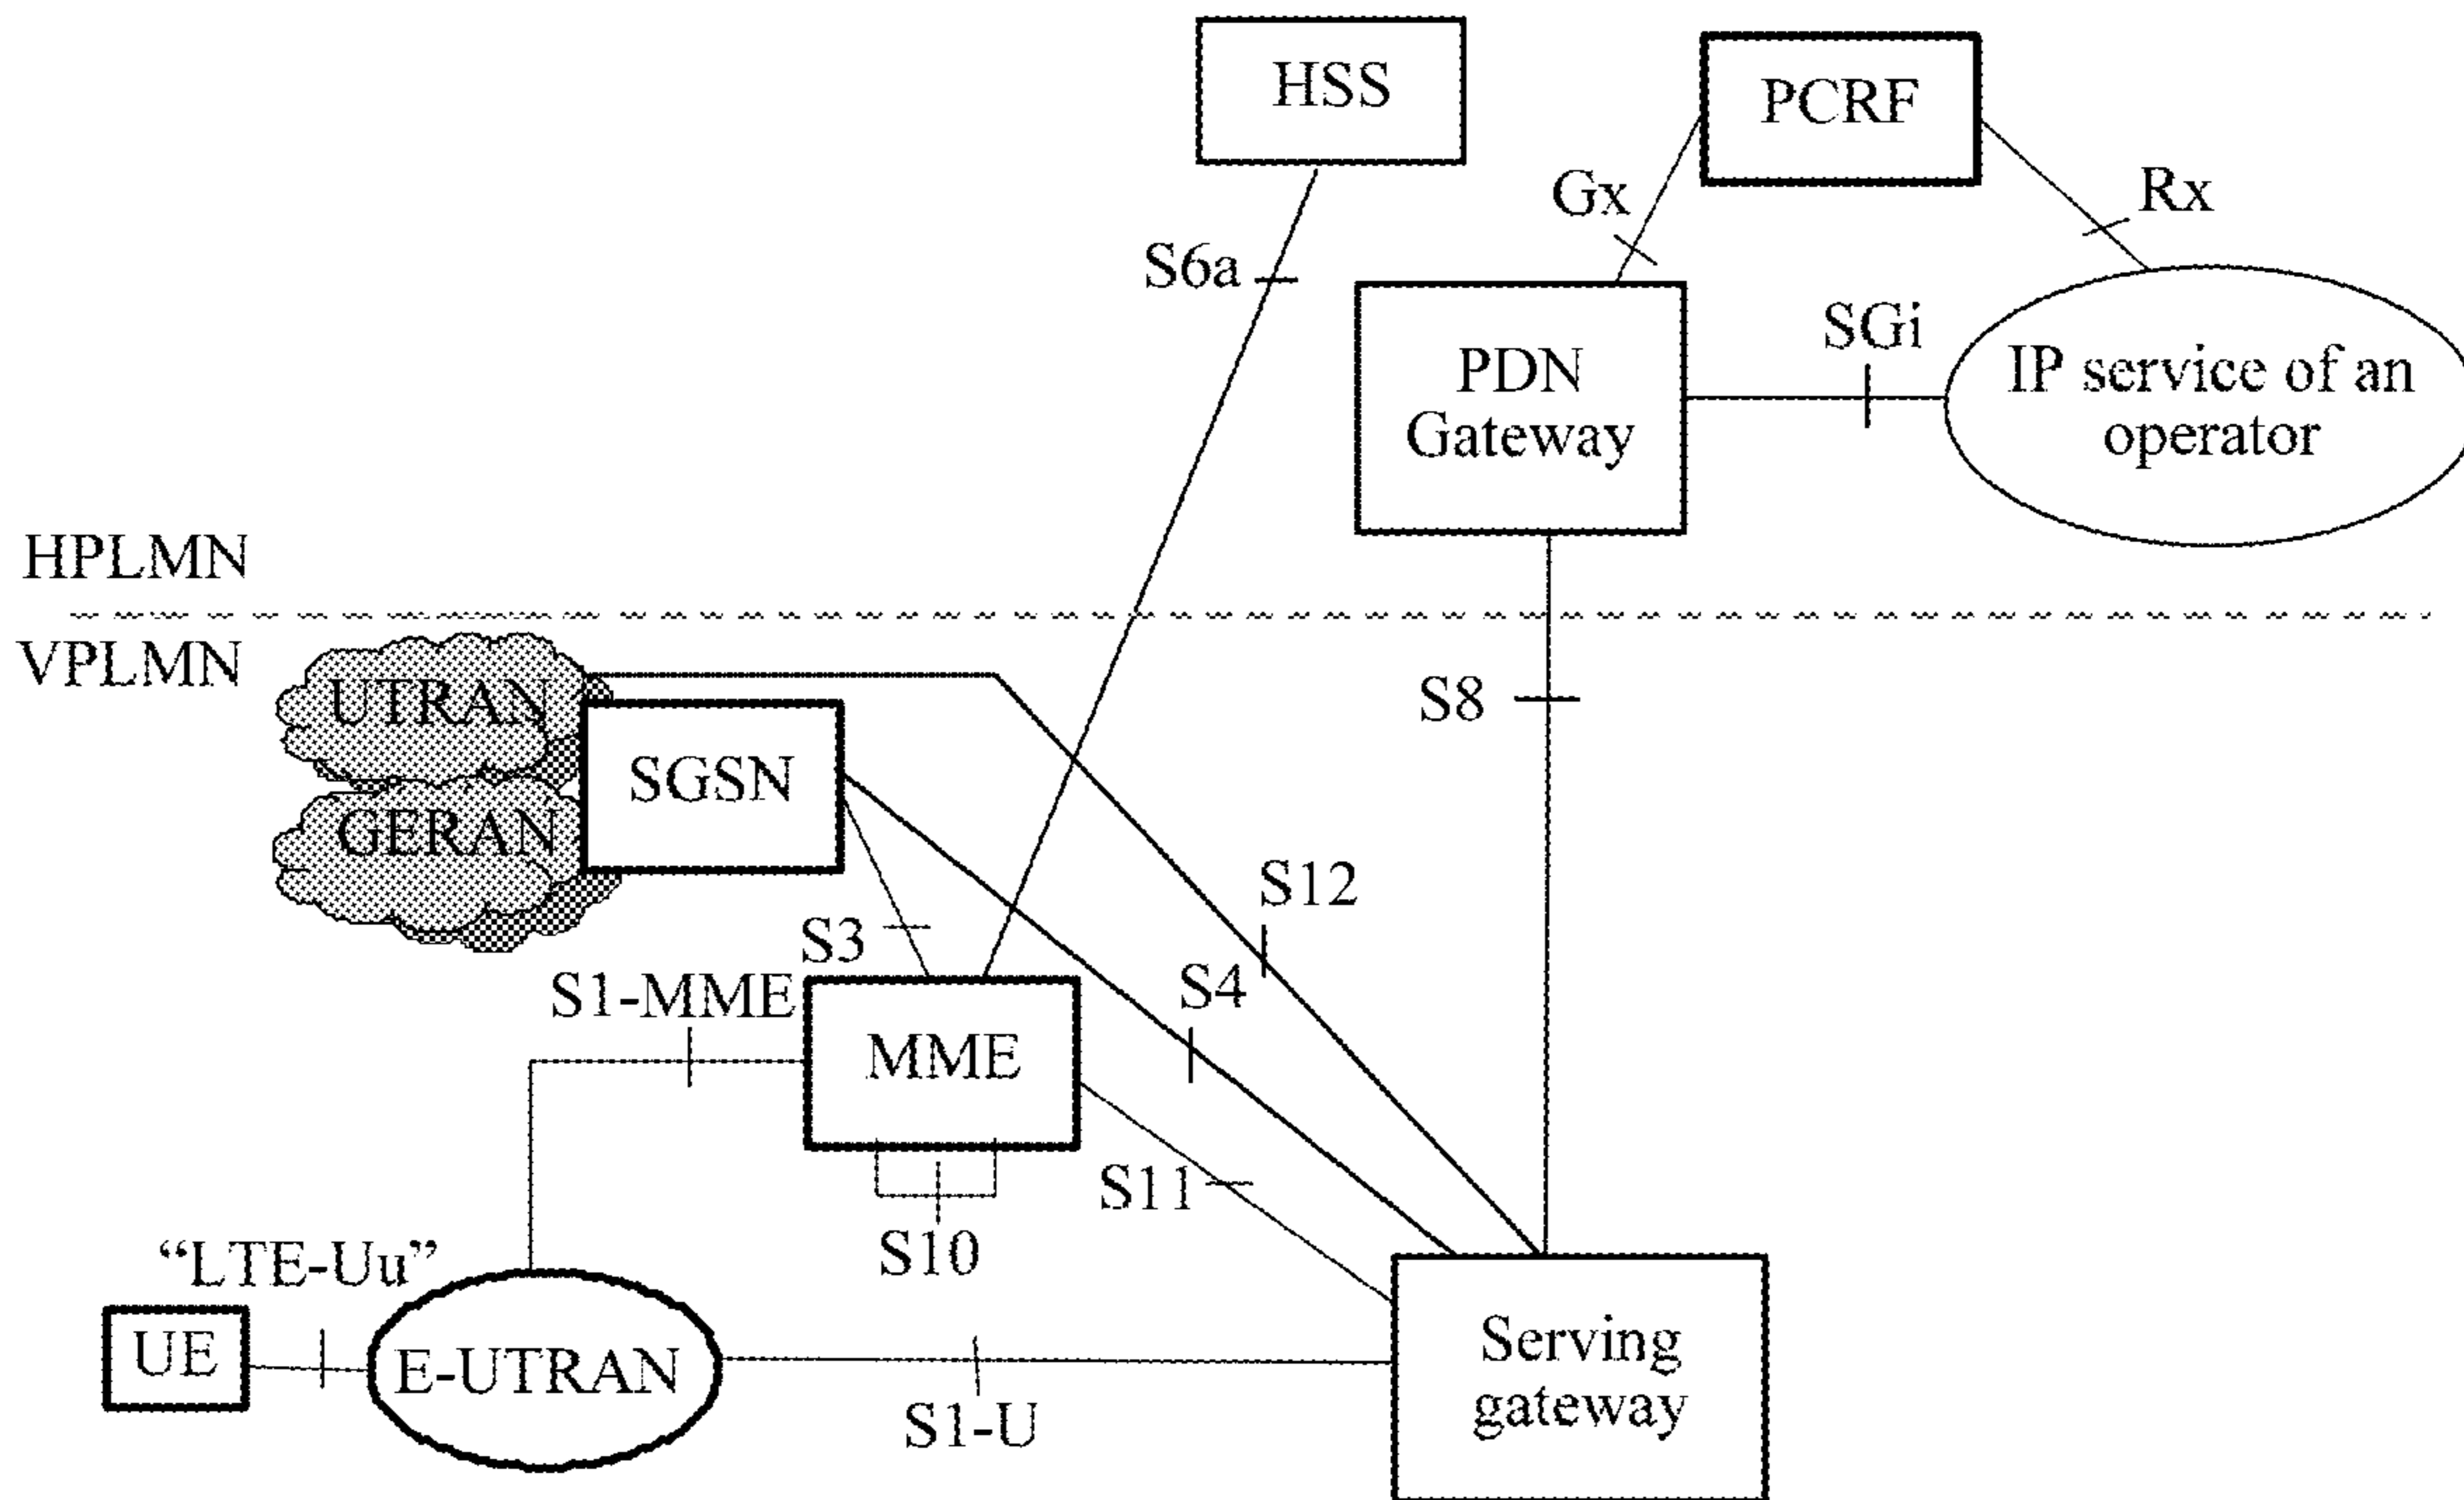 HSS
PCRF
Gx
Rx
S6a
SGi
PDN
Gateway
IP service of an
operator
HPLMN
VPLMN
UTRAN
S8
SGSN
GERAN
S12
S3
S4
S1-MME
MME
S11
S10
“LTE-Uu”
UE
E-UTRAN
Serving
gateway
S1-U